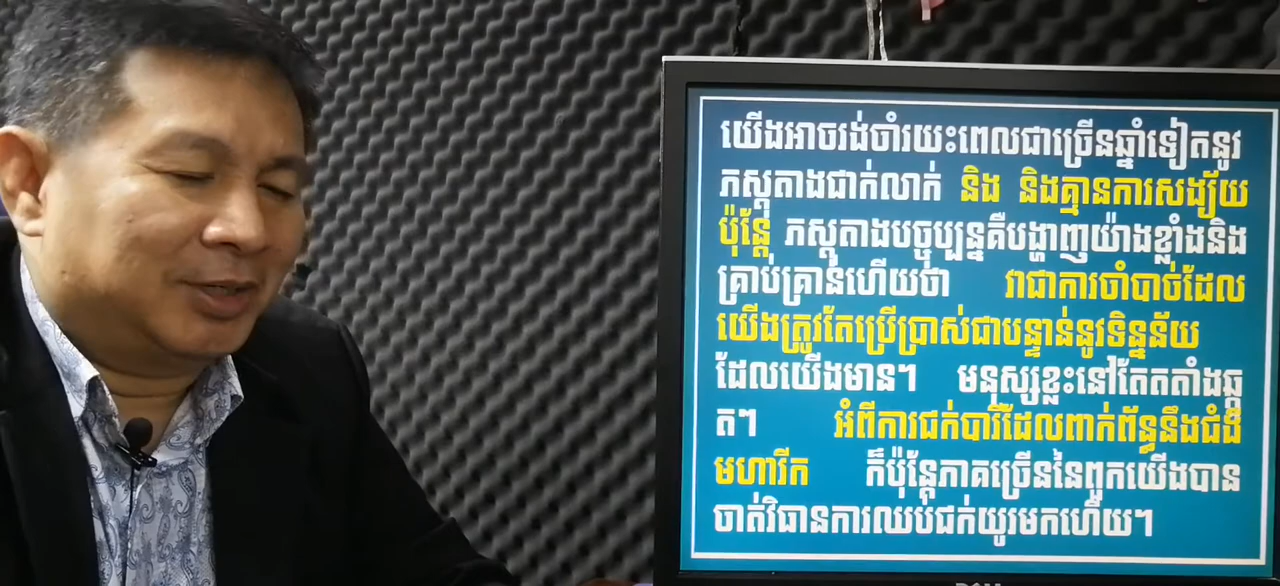 យើងអាចរង់ចាំរយះពេលជាច្រើនឆ្នាំទៀតនូវ
ភស្តុតាងជាក់លាក់ និង និងគ្មានការសង្ស័យ
ប៉ុន្តែ ភស្តុតាងបច្ចុប្បន្នគឺបង្ហាញយ៉ាងខ្លាំងនិង
គ្រាប់គ្រាន់ហើយថា វាជាការចាំបាច់ដែល
យើងត្រូវតែប្រើប្រាស់ជាបន្ទាន់នូវទិន្នន័យ
ដែលយើងមាន។ មនុស្សខ្លះនៅតែតតាំងឆ្កួ
ត។ អំពីការជក់បារីដែលពាក់ព័ន្ធនឹងជំងឺ
មហារីក ក៏ប៉ុន្តែភាគច្រើននៃពួកយើងបាន
ចាត់វិធានការឈប់ជក់យូរមកហើយ។